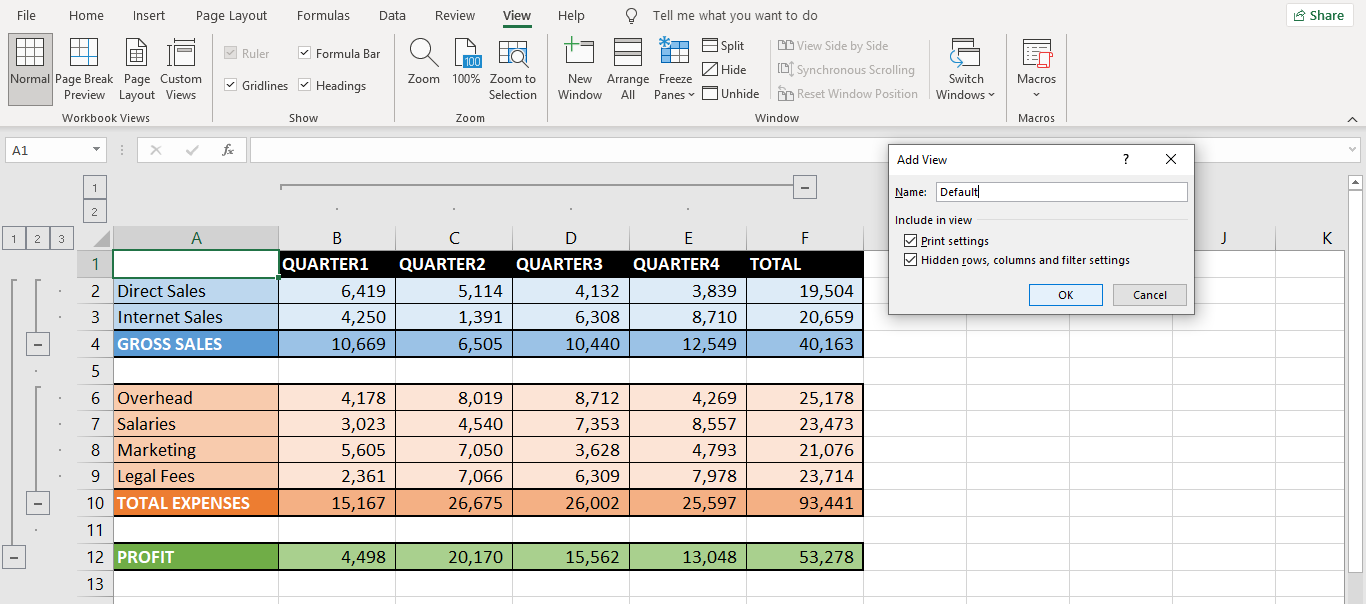 File Home Insert Page Layout Formulas Data Review View Help Tell me what you want to do Share
Normal Page Break Preview Page Layout Custom Views
Workbook Views
Ruler Formula Bar
Gridlines Headings
Show
Zoom 100% Zoom to Selection
100
Zoom
New Window Arrange All Freeze Panes
Split
Hide
Unhide
View Side by Side
Synchronous Scrolling
Reset Window Position
Switch Windows
Window
Macros
Macros
A1 fx
Add View ?
Name: Default
Include in view
Print settings
Hidden rows, columns and filter settings
OK Cancel
1
2
1 2 3
A B C D E F J K
1 QUARTER1 QUARTER2 QUARTER3 QUARTER4 TOTAL
2 Direct Sales 6,419 5,114 4,132 3,839 19,504
3 Internet Sales 4,250 1,391 6,308 8,710 20,659
4 GROSS SALES 10,669 6,505 10,440 12,549 40,163
5
6 Overhead 4,178 8,019 8,712 4,269 25,178
7 Salaries 3,023 4,540 7,353 8,557 23,473
8 Marketing 5,605 7,050 3,628 4,793 21,076
9 Legal Fees 2,361 7,066 6,309 7,978 23,714
10 TOTAL EXPENSES 15,167 26,675 26,002 25,597 93,441
11
12 PROFIT 4,498 20,170 15,562 13,048 53,278
13